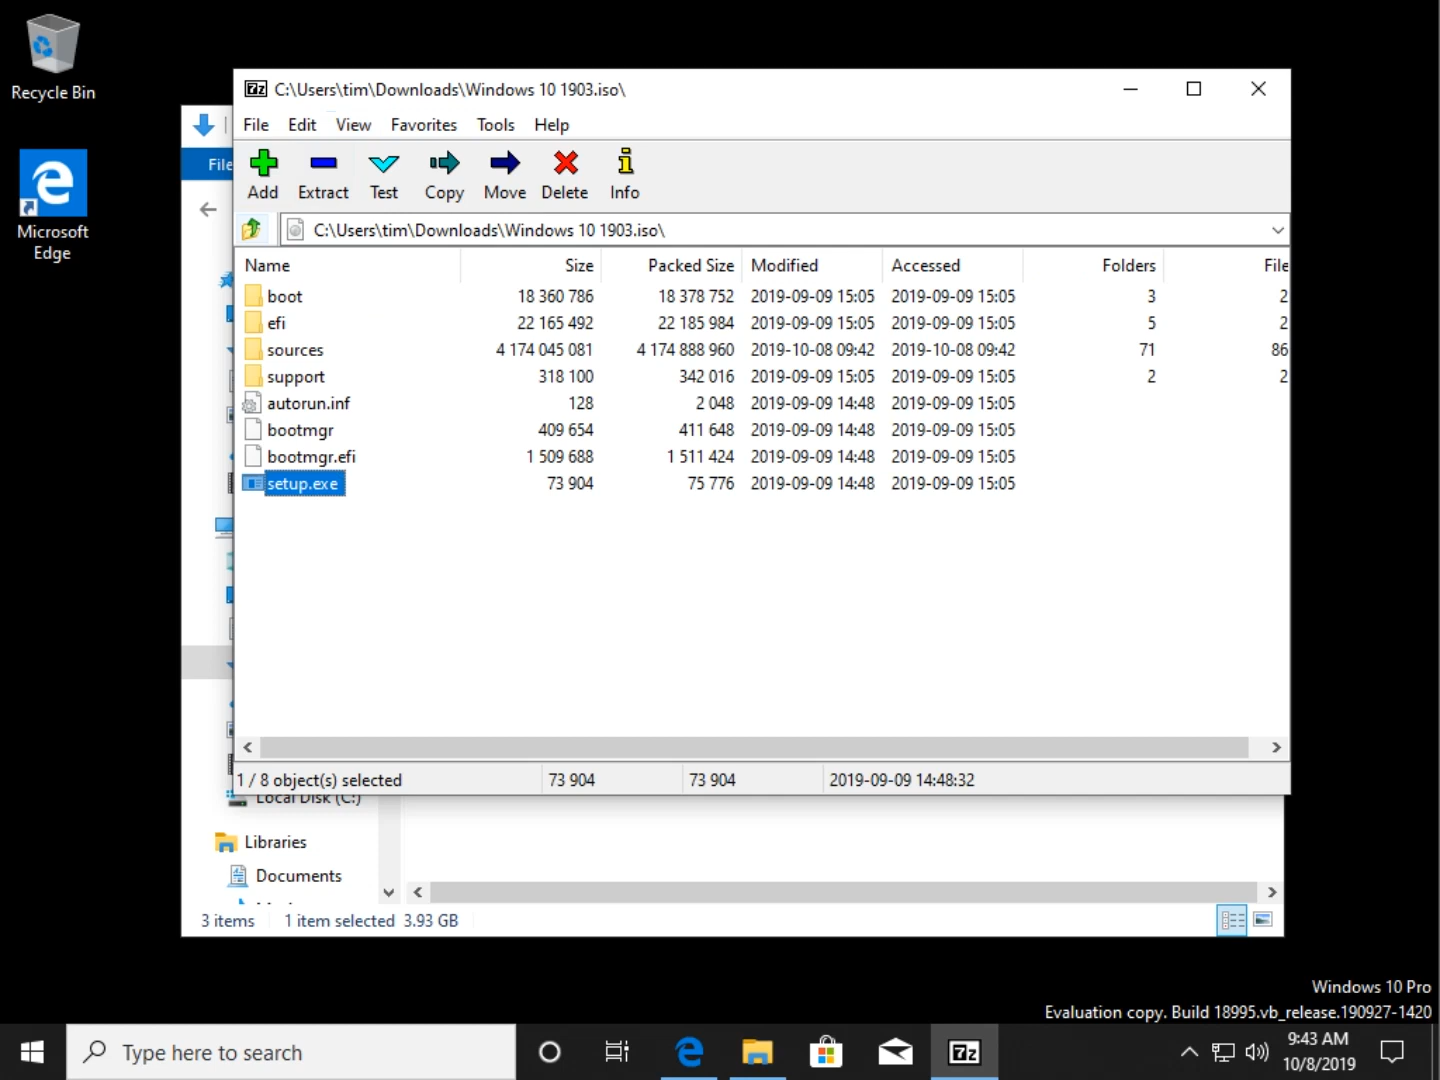 Recycle Bin
Microsoft
Edge
7z C:\Users\tim\Downloads\Windows 10 1903.iso\
File Edit View Favorites Tools Help
File
Add Extract Test Copy Move Delete Info
C:\Users\tim\Downloads\Windows 10 1903.iso\
Name Size Packed Size Modified Accessed Folders File
boot 18 360 786 18 378 752 2019-09-09 15:05 2019-09-09 15:05 3 2
efi 22 165 492 22 185 984 2019-09-09 15:05 2019-09-09 15:05 5 2
sources 4 174 045 081 4 174 888 960 2019-10-08 09:42 2019-10-08 09:42 71 86
support 318 100 342 016 2019-09-09 15:05 2019-09-09 15:05 2 2
autorun.inf 128 2 048 2019-09-09 14:48 2019-09-09 15:05
bootmgr 409 654 411 648 2019-09-09 14:48 2019-09-09 15:05
bootmgr.efi 1 509 688 1 511 424 2019-09-09 14:48 2019-09-09 15:05
setup.exe 73 904 75 776 2019-09-09 14:48 2019-09-09 15:05
1 / 8 object(s) selected 73 904 73 904 2019-09-09 14:48:32
Local Disk (C:)
Libraries
Documents
3 items 1 item selected 3.93 GB
Windows 10 Pro
Evaluation copy. Build 18995.vb_release.190927-1420
Type here to search
7z
9:43 AM
10/8/2019